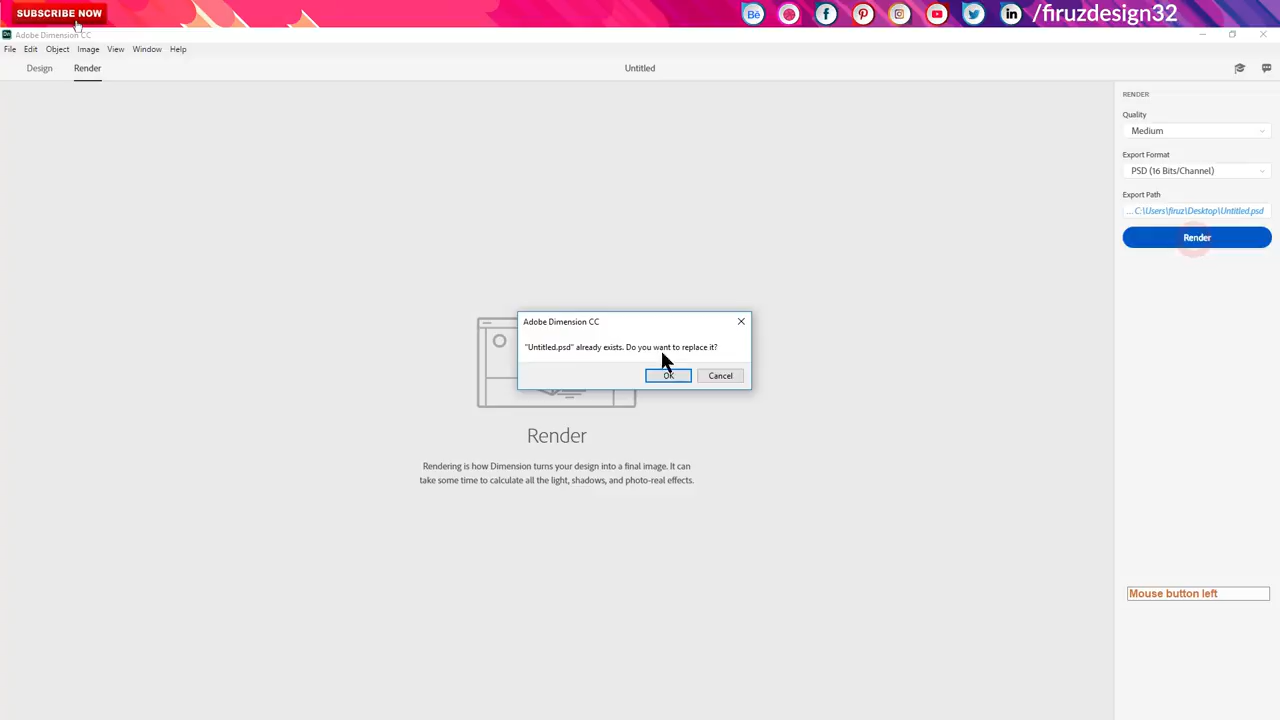 SUBSCRIBE NOW
Bē
/firuzdesign32
Dn Adobe Dimension CC
File Edit Object Image View Window Help
Design Render
Untitled
RENDER
Quality
Medium
Export Format
PSD (16 Bits/Channel)
Export Path
... C:\Users\firuz\Desktop\Untitled.psd
Render
Adobe Dimension CC
"Untitled.psd" already exists. Do you want to replace it?
OK Cancel
Render
Rendering is how Dimension turns your design into a final image. It can
take some time to calculate all the light, shadows, and photo-real effects.
Mouse button left